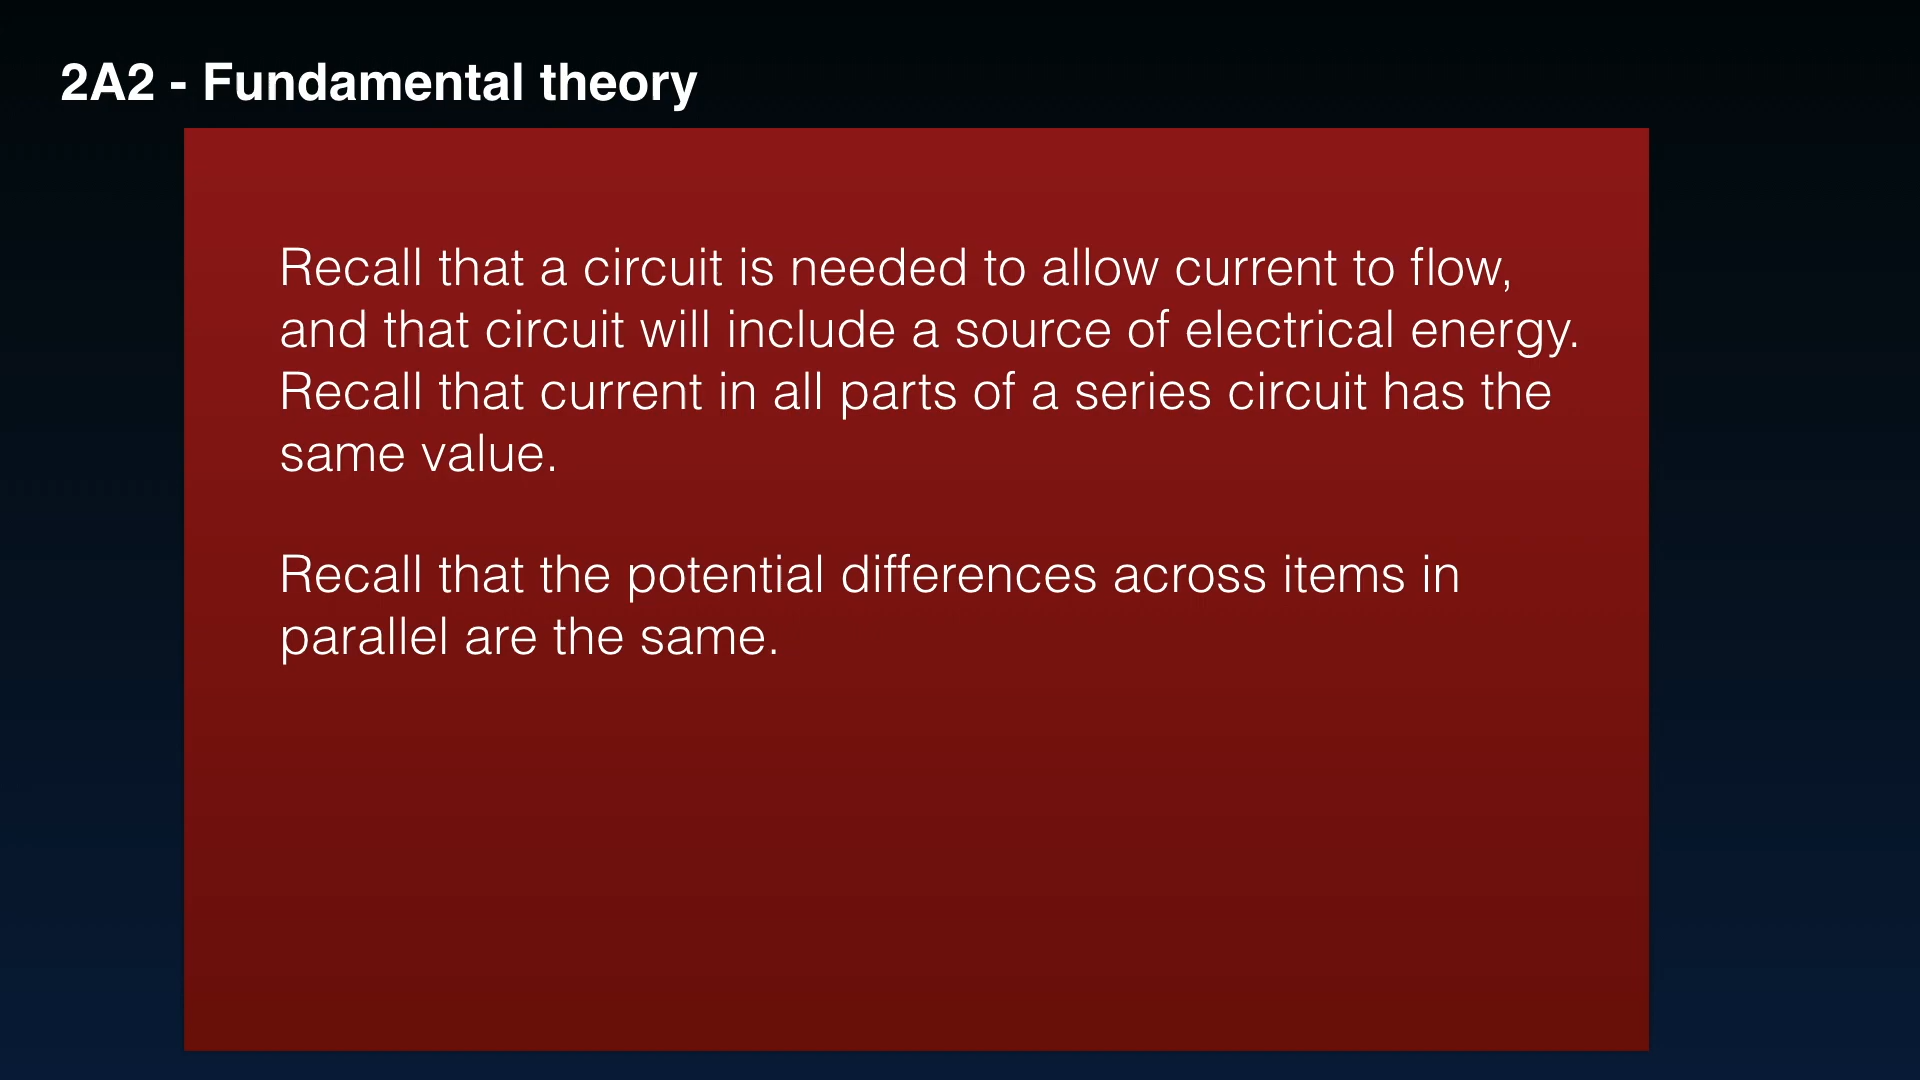 2A2 - Fundamental theory
Recall that a circuit is needed to allow current to flow,
and that circuit will include a source of electrical energy.
Recall that current in all parts of a series circuit has the
same value.
Recall that the potential differences across items in
parallel are the same.